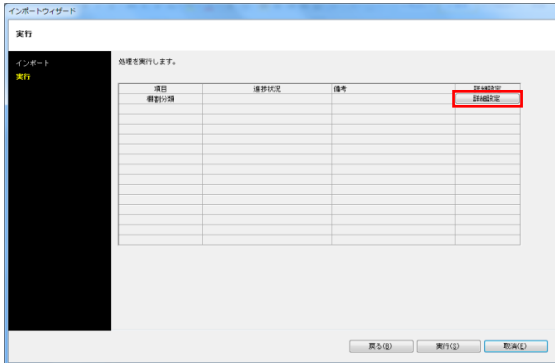 インポートウィザード
実行
インポート
実行
処理を実行します。
項目 進捗状況 備考 詳細設定
棚割分類 詳細設定
戻る(B) 実行(S) 取消(E)